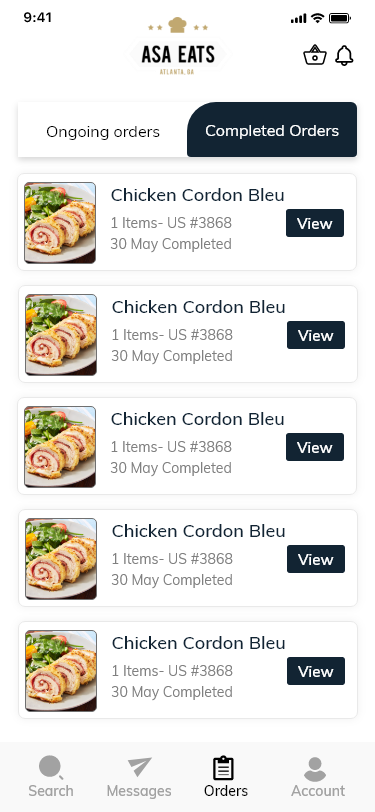 9:41
ASA EATS
ATLANTA, GA
Ongoing orders
Completed Orders
Chicken Cordon Bleu
1 Items- US #3868
30 May Completed
View
Chicken Cordon Bleu
1 Items- US #3868
30 May Completed
View
Chicken Cordon Bleu
1 Items- US #3868
30 May Completed
View
Chicken Cordon Bleu
1 Items- US #3868
30 May Completed
View
Chicken Cordon Bleu
1 Items- US #3868
30 May Completed
View
Search
Messages
Orders
Account